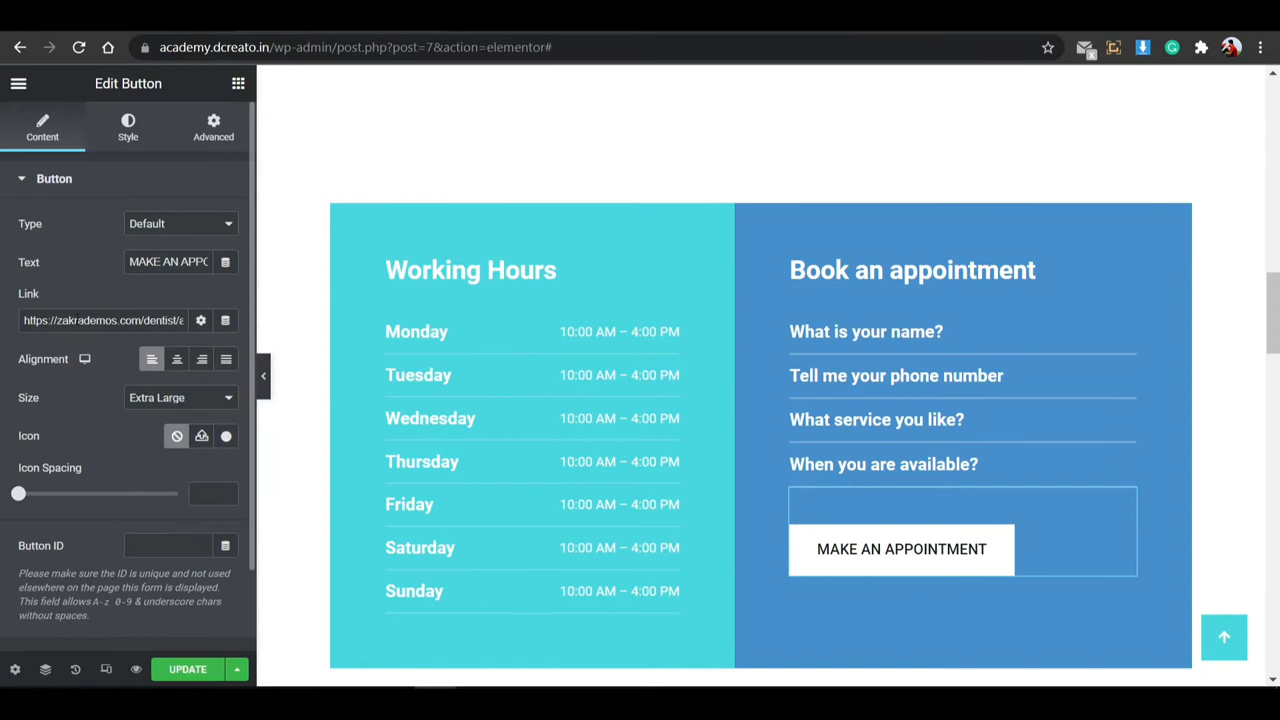 academy.dcreato.in/wp-admin/post.php?post=7&action=elementor#
Edit Button
Content
Style
Advanced
Button
Type
Default
Text
MAKE AN APPC
Link
https://zakrademos.com/dentist/a
Alignment
Size
Extra Large
Icon
Icon Spacing
Button ID
Please make sure the ID is unique and not used
elsewhere on the page this form is displayed.
This field allows A-z 0-9 & underscore chars
without spaces.
UPDATE
Working Hours
Monday 10:00 AM – 4:00 PM
Tuesday 10:00 AM – 4:00 PM
Wednesday 10:00 AM – 4:00 PM
Thursday 10:00 AM – 4:00 PM
Friday 10:00 AM – 4:00 PM
Saturday 10:00 AM – 4:00 PM
Sunday 10:00 AM – 4:00 PM
Book an appointment
What is your name?
Tell me your phone number
What service you like?
When you are available?
MAKE AN APPOINTMENT